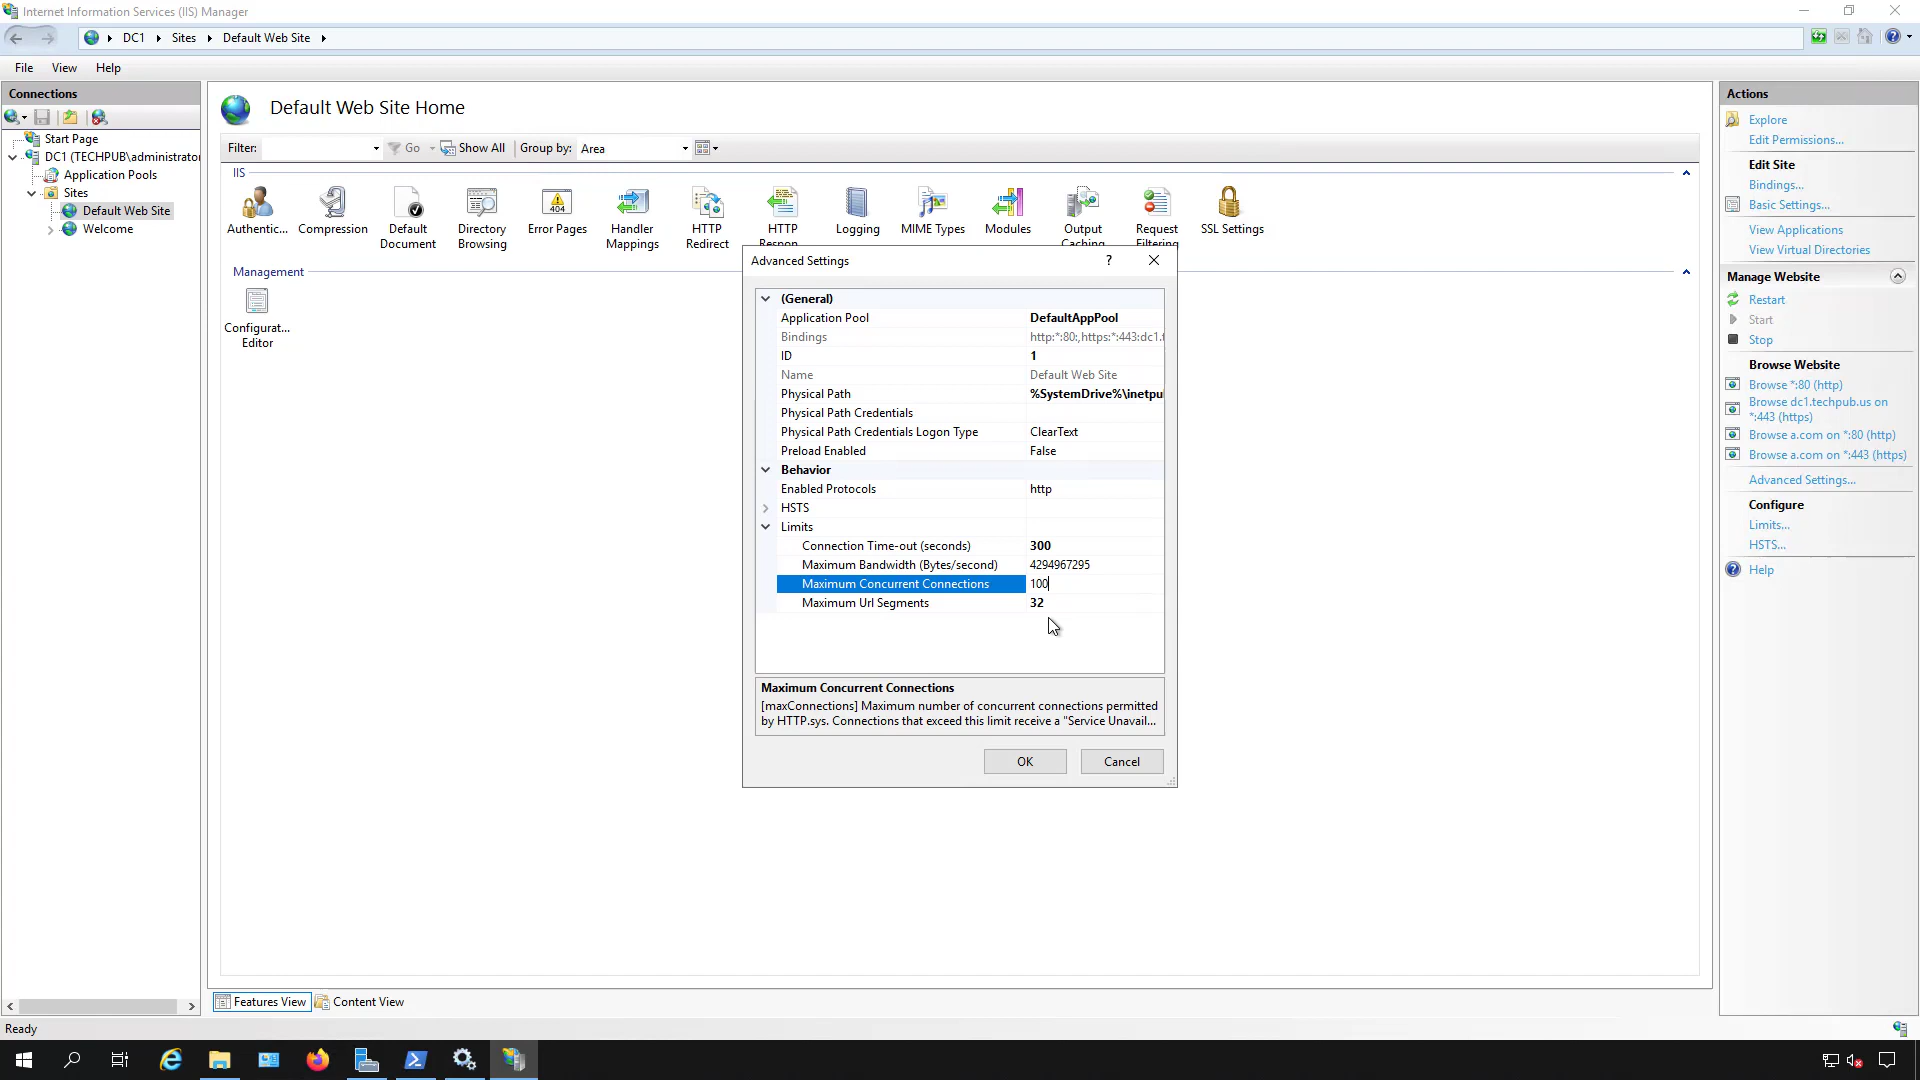 Internet Information Services (IIS) Manager
DC1 Sites Default Web Site
File View Help
Connections
Start Page
DC1 (TECHPUB\administrator
Application Pools
Sites
Default Web Site
Welcome
Default Web Site Home
Filter: Go Show All Group by: Area
IIS
Authentic...
Compression
Default
Document
Directory
Browsing
Error Pages
Handler
Mappings
HTTP
Redirect
HTTP
Respon...
Logging
MIME Types
Modules
Output
Caching
Request
Filtering
SSL Settings
Management
Configurat...
Editor
Advanced Settings
?
(General)
Application Pool DefaultAppPool
Bindings http:*:80:,https:*:443:dc1.
ID 1
Name Default Web Site
Physical Path %SystemDrive%\inetpu
Physical Path Credentials
Physical Path Credentials Logon Type ClearText
Preload Enabled False
Behavior
Enabled Protocols http
HSTS
Limits
Connection Time-out (seconds) 300
Maximum Bandwidth (Bytes/second) 4294967295
Maximum Concurrent Connections 100
Maximum Url Segments 32
Maximum Concurrent Connections
[maxConnections] Maximum number of concurrent connections permitted
by HTTP.sys. Connections that exceed this limit receive a "Service Unavail...
OK Cancel
Actions
Explore
Edit Permissions...
Edit Site
Bindings...
Basic Settings...
View Applications
View Virtual Directories
Manage Website
Restart
Start
Stop
Browse Website
Browse *:80 (http)
Browse dc1.techpub.us on
*:443 (https)
Browse a.com on *:80 (http)
Browse a.com on *:443 (https)
Advanced Settings...
Configure
Limits...
HSTS...
Help
Features View Content View
Ready